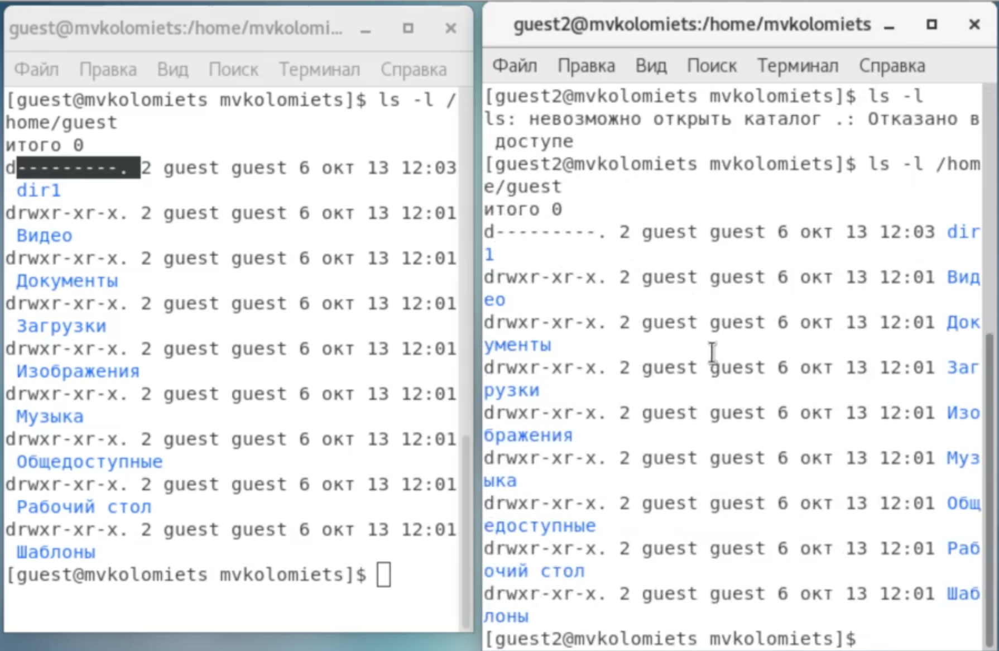 guest@mvkolomiets:/home/mvkolomi...
Файл Правка Вид Поиск Терминал Справка
[guest@mvkolomiets mvkolomiets]$ ls -l /
home/guest
итого 0
d---------. 2 guest guest 6 окт 13 12:03
dir1
drwxr-xr-x. 2 guest guest 6 окт 13 12:01
Видео
drwxr-xr-x. 2 guest guest 6 окт 13 12:01
Документы
drwxr-xr-x. 2 guest guest 6 окт 13 12:01
Загрузки
drwxr-xr-x. 2 guest guest 6 окт 13 12:01
Изображения
drwxr-xr-x. 2 guest guest 6 окт 13 12:01
Музыка
drwxr-xr-x. 2 guest guest 6 окт 13 12:01
Общедоступные
drwxr-xr-x. 2 guest guest 6 окт 13 12:01
Рабочий стол
drwxr-xr-x. 2 guest guest 6 окт 13 12:01
Шаблоны
[guest@mvkolomiets mvkolomiets]$
guest2@mvkolomiets:/home/mvkolomiets
Файл Правка Вид Поиск Терминал Справка
[guest2@mvkolomiets mvkolomiets]$ ls -l
ls: невозможно открыть каталог .: Отказано в
доступе
[guest2@mvkolomiets mvkolomiets]$ ls -l /hom
e/guest
итого 0
d---------. 2 guest guest 6 окт 13 12:03 dir
1
drwxr-xr-x. 2 guest guest 6 окт 13 12:01 Вид
ео
drwxr-xr-x. 2 guest guest 6 окт 13 12:01 Док
ументы
drwxr-xr-x. 2 guest guest 6 окт 13 12:01 Заг
рузки
drwxr-xr-x. 2 guest guest 6 окт 13 12:01 Изо
бражения
drwxr-xr-x. 2 guest guest 6 окт 13 12:01 Муз
ыка
drwxr-xr-x. 2 guest guest 6 окт 13 12:01 Общ
едоступные
drwxr-xr-x. 2 guest guest 6 окт 13 12:01 Раб
очий стол
drwxr-xr-x. 2 guest guest 6 окт 13 12:01 Шаб
лоны
[guest2@mvkolomiets mvkolomiets]$